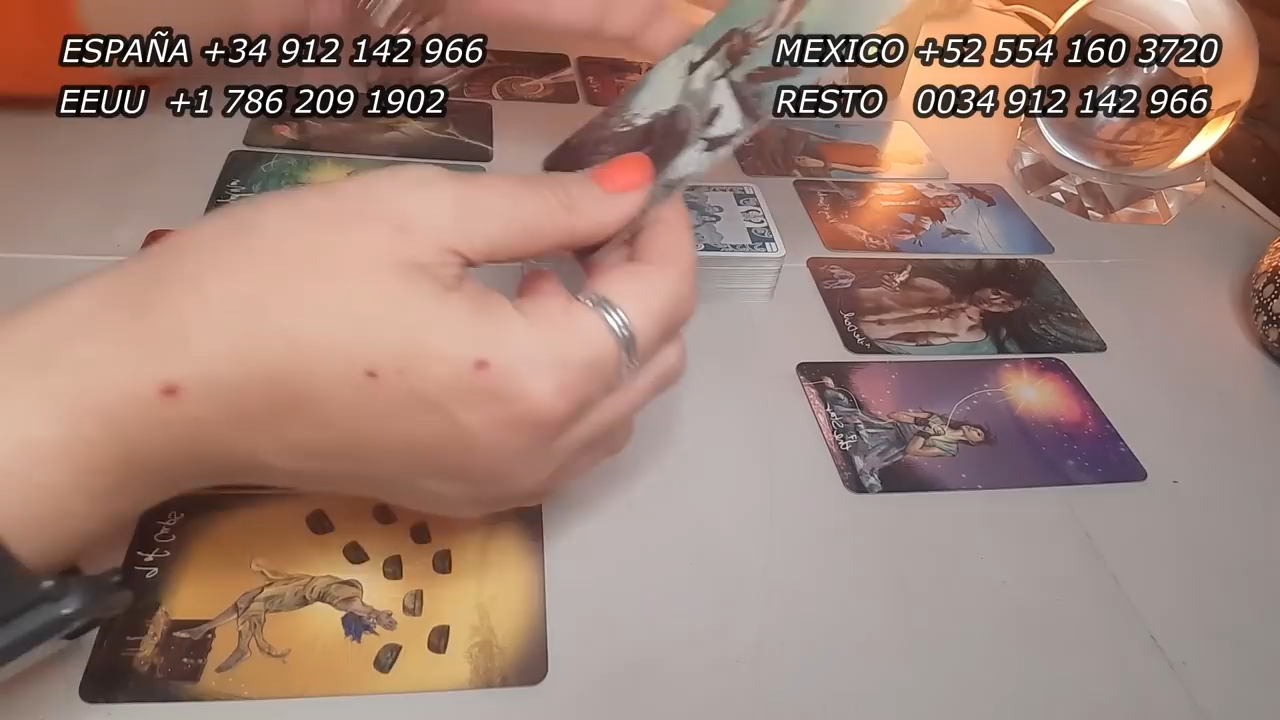 ESPAÑA +34 912 142 966
EEUU +1 786 209 1902
MEXICO +52 554 160 3720
RESTO 0034 912 142 966